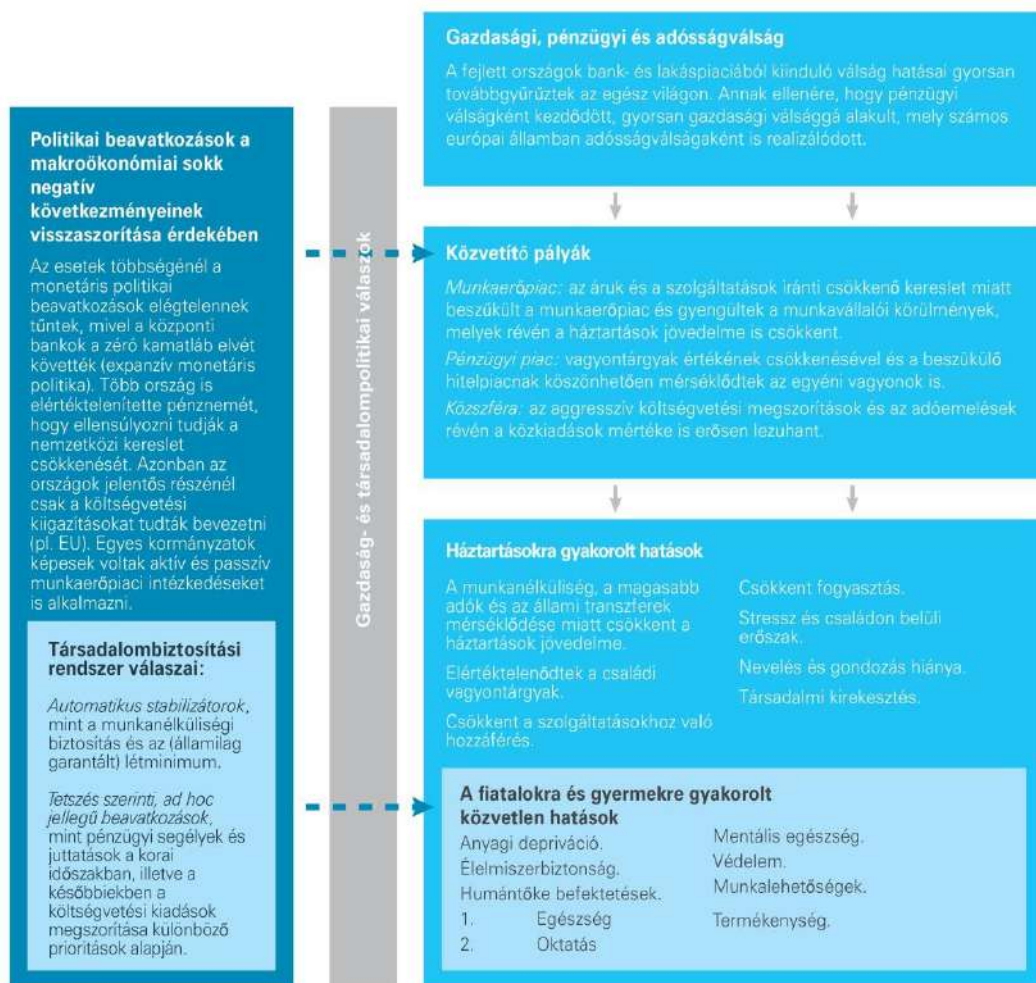 Gazdasági, pénzügyi és adósságválság
A fejlett országok bank- és lakáspiaciából kiinduló válság hatásai gyorsan
továbbgyűrűztek az egész világon. Annak ellenére, hogy pénzügyi
válságként kezdődött, gyorsan gazdasági válsággá alakult, mely számos
európai államban adósságválságaként is realizálódott.
Politikai beavatkozások a
makroökónómiai sokk
negatív
következményeinek
visszaszorítása érdekében
Az esetek többségénél a
monetáris politikai
beavatkozások elégtelennek
tűntek, mivel a központi
bankok a zéró kamatláb elvét
követték (expanzív monetáris
politika). Több ország is
elértéktelenítette pénznemét,
hogy ellensúlyozni tudják a
nemzetközi kereslet
csökkenését. Azonban az
országok jelentős részénél
csak a költségvetési
kiigazításokat tudták bevezetni
(pl. EU). Egyes kormányzatok
képesek voltak aktív és passzív
munkaerőpiaci intézkedéseket
is alkalmazni.
Társadalombiztosítási
rendszer válaszai:
Automatikus stabilizátorok,
mint a munkanélküliségi
biztosítás és az (államilag
garantált) létminimum.
Tetszés szerinti, ad hoc
jellegű beavatkozások,
mint pénzügyi segélyek és
juttatások a korai
időszakban, illetve a
későbbiekben a
költségvetési kiadások
megszorítása különböző
prioritások alapján.
Gazdaság- és társadalompolitikai válaszok
Közvetítő pályák
Munkaerőpiac: az áruk és a szolgáltatások iránti csökkenő kereslet miatt
beszűkült a munkaerőpiac és gyengültek a munkavállalói körülmények,
melyek révén a háztartások jövedelme is csökkent.
Pénzügyi piac: vagyontárgyak értékének csökkenésével és a beszűkülő
hitelpiacnak köszönhetően mérséklődtek az egyéni vagyonok is.
Közszféra: az aggresszív költségvetési megszorítások és az adóemelések
révén a közkiadások mértéke is erősen lezuhant.
Háztartásokra gyakorolt hatások
A munkanélküliség, a magasabb
adók és az állami transzferek
mérséklődése miatt csökkent a
háztartások jövedelme.
Elértéktelenődtek a családi
vagyontárgyak.
Csökkent a szolgáltatásokhoz való
hozzáférés.
Csökkent fogyasztás.
Stressz és családon belüli
erőszak.
Nevelés és gondozás hiánya.
Társadalmi kirekesztés.
A fiatalokra és gyermekre gyakorolt
közvetlen hatások
Anyagi depriváció.
Élelmiszerbiztonság.
Humántőke befektetések.
1. Egészség
2. Oktatás
Mentális egészség.
Védelem.
Munkalehetőségek.
Termékenység.